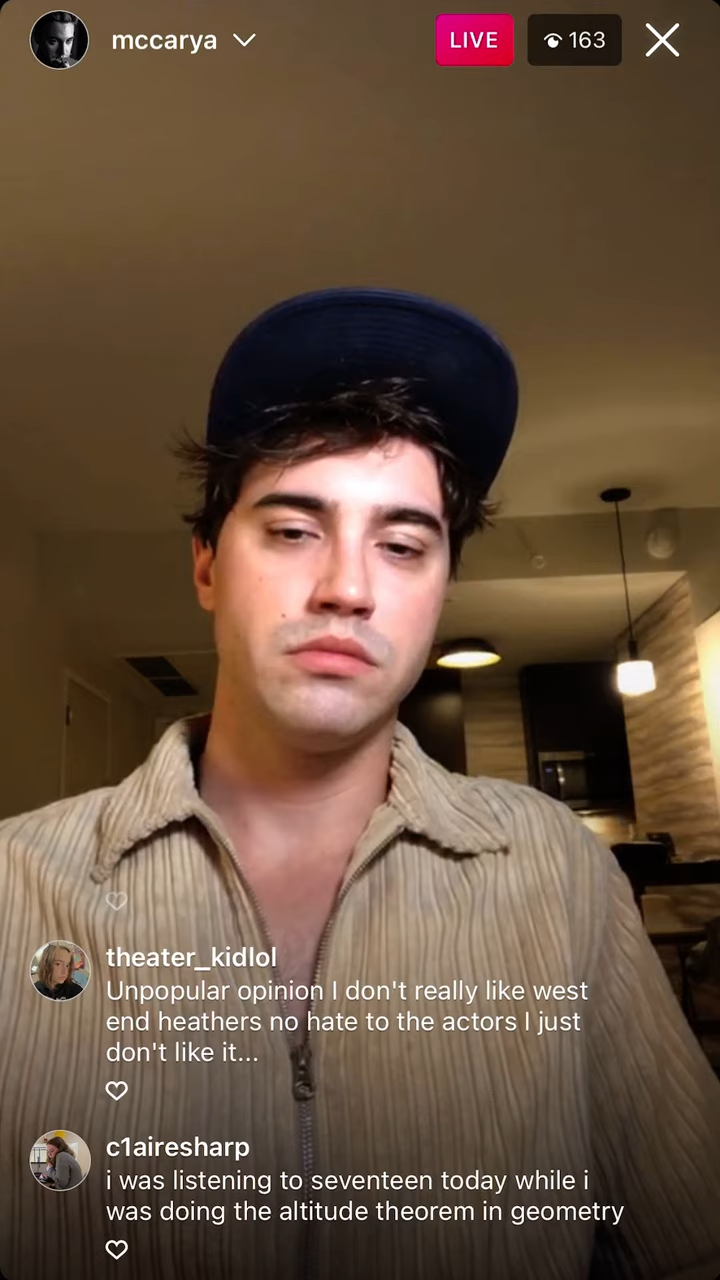 mccarya
LIVE
163
theater_kidlol
Unpopular opinion I don't really like west
end heathers no hate to the actors I just
don't like it...
c1airesharp
i was listening to seventeen today while i
was doing the altitude theorem in geometry